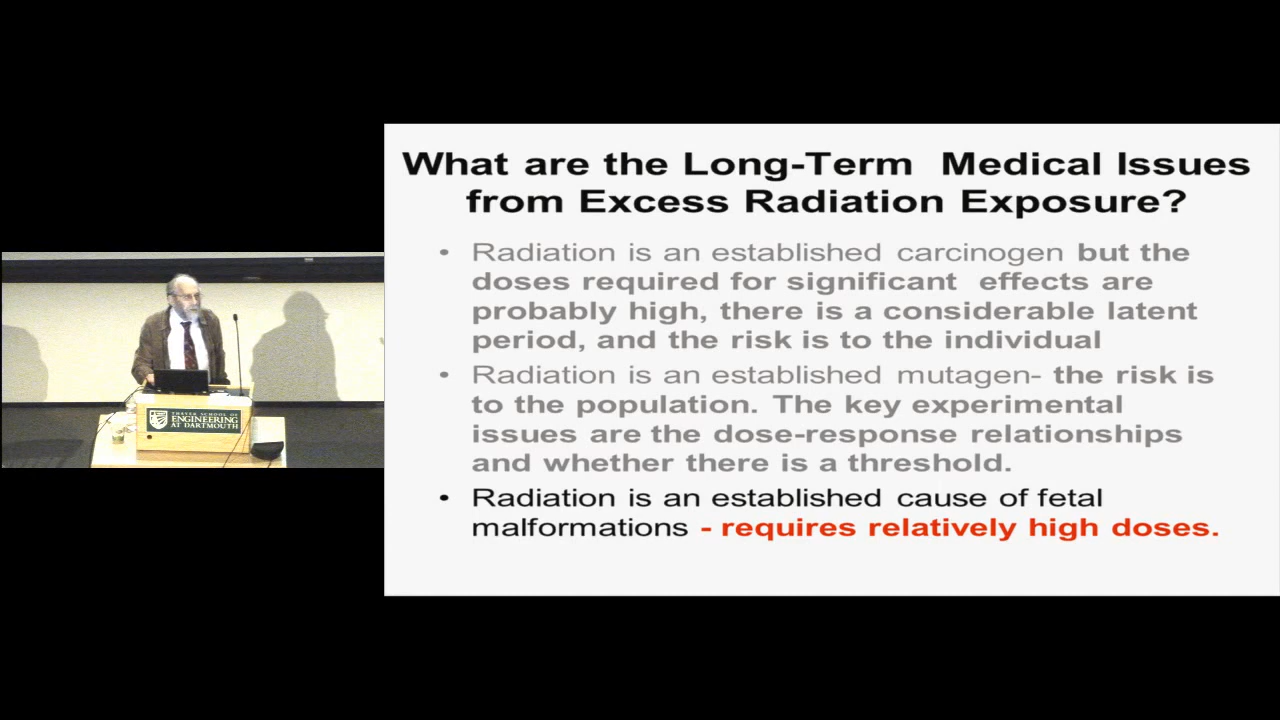 What are the Long-Term Medical Issues
from Excess Radiation Exposure?
• Radiation is an established carcinogen but the
doses required for significant effects are
probably high, there is a considerable latent
period, and the risk is to the individual
• Radiation is an established mutagen- the risk is
to the population. The key experimental
issues are the dose-response relationships
and whether there is a threshold.
• Radiation is an established cause of fetal
malformations - requires relatively high doses.
THAYER SCHOOL OF
ENGINEERING
AT DARTMOUTH